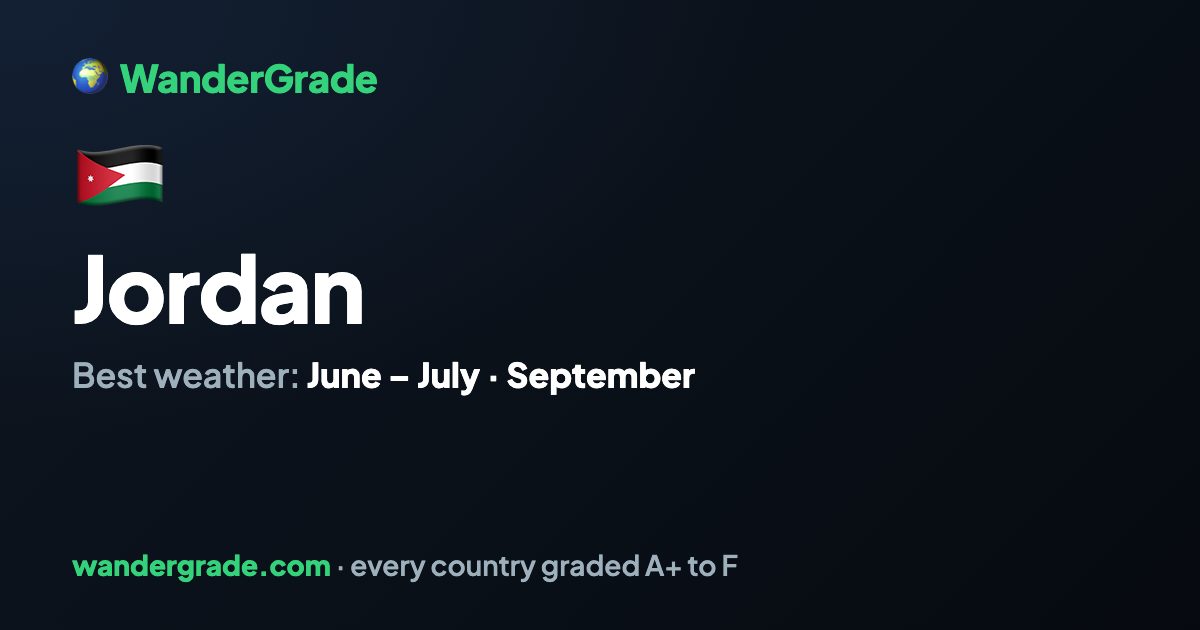 WanderGrade
Jordan
Best weather: June – July · September
wandergrade.com · every country graded A+ to F